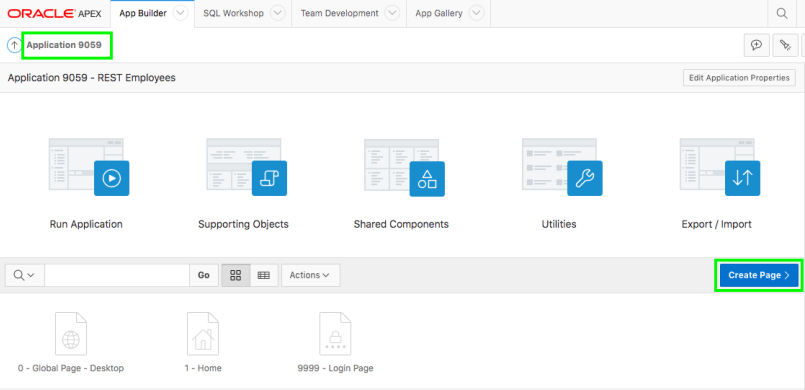 ORACLE APEX App Builder SQL Workshop Team Development App Gallery
Application 9059
Application 9059 - REST Employees Edit Application Properties
Run Application Supporting Objects Shared Components Utilities Export / Import
Go Actions Create Page
0 - Global Page - Desktop 1 - Home 9999 - Login Page